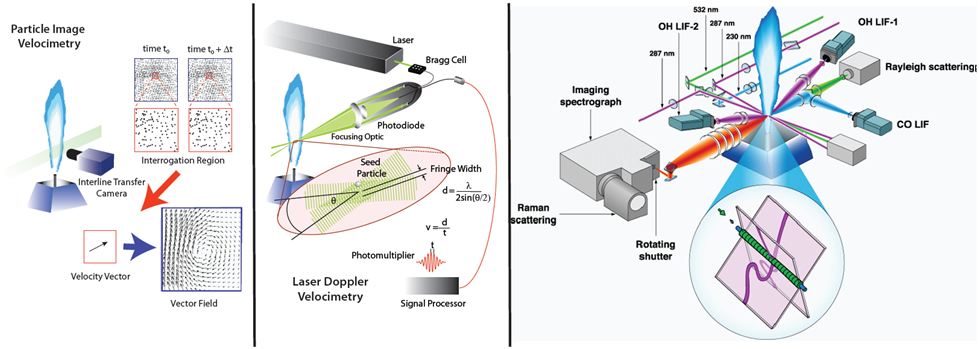 Particle Image
Velocimetry
time t₀
time t₀ + Δt
Interrogation Region
Interline Transfer
Camera
Velocity Vector
Vector Field
Laser
Bragg Cell
Photodiode
Focusing Optic
Seed
Particle
Fringe Width
θ
d = λ
2sin(θ/2)
v = d
t
t
Photomultiplier
Laser Doppler
Velocimetry
Signal Processor
532 nm
OH LIF-2
287 nm
230 nm
287 nm
OH LIF-1
Rayleigh scattering
Imaging
spectrograph
CO LIF
Raman
scattering
Rotating
shutter